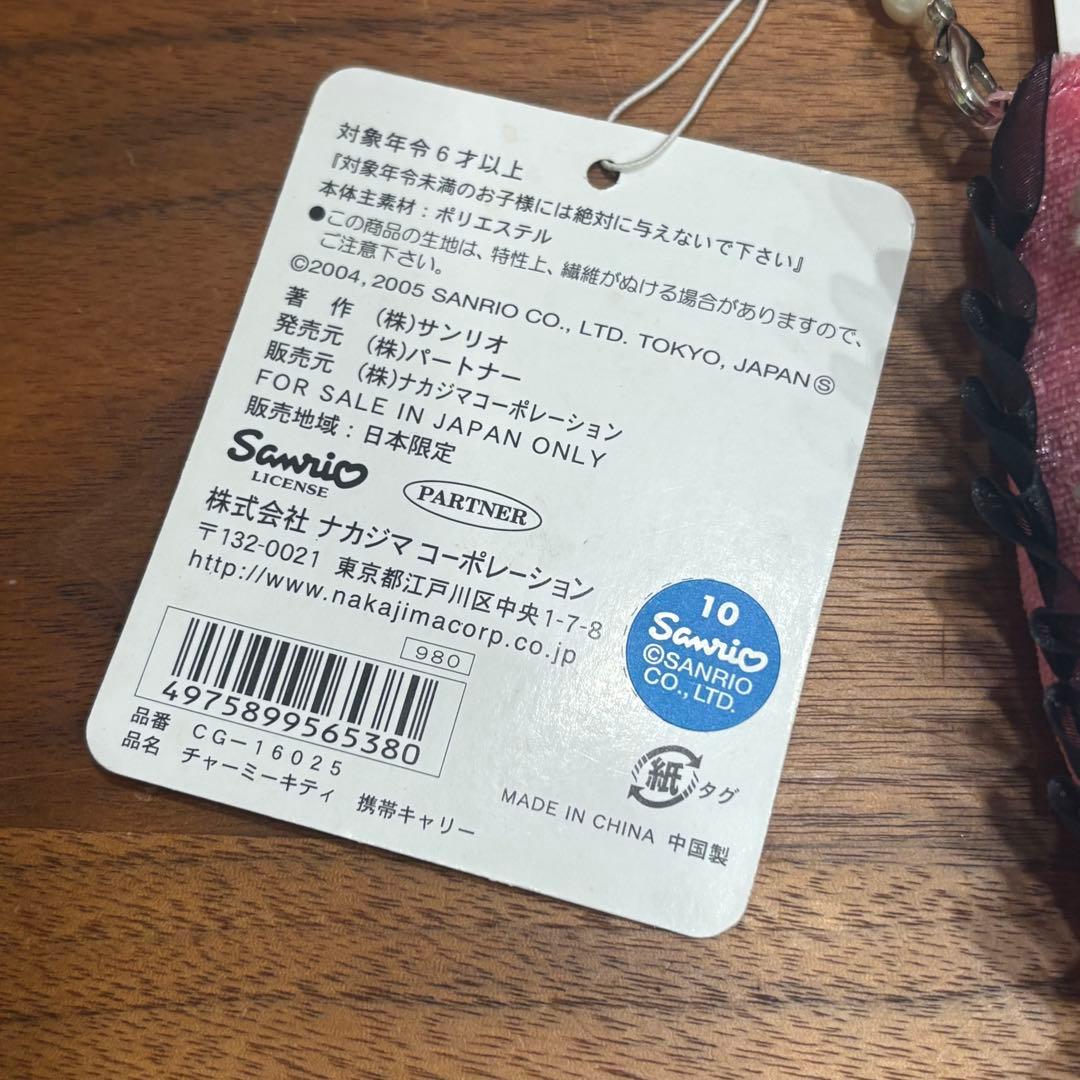 対象年令6才以上
『対象年令未満のお子様には絶対に与えないで下さい』
本体主素材：ポリエステル
●この商品の生地は、特性上、繊維がぬける場合がありますので、
ご注意下さい。
©2004, 2005 SANRIO CO., LTD. TOKYO, JAPAN Ⓢ
著　作　(株)サンリオ
発売元　(株)パートナー
販売元　(株)ナカジマコーポレーション
FOR SALE IN JAPAN ONLY
販売地域：日本限定
Sanrio
LICENSE
PARTNER
株式会社 ナカジマ コーポレーション
〒132-0021　東京都江戸川区中央1-7-8
http://www.nakajimacorp.co.jp
980
4975899565380
品番　CG-16025
品名　チャーミーキティ　携帯キャリー
10
Sanrio
©SANRIO
CO., LTD.
紙 タグ
MADE IN CHINA 中国製